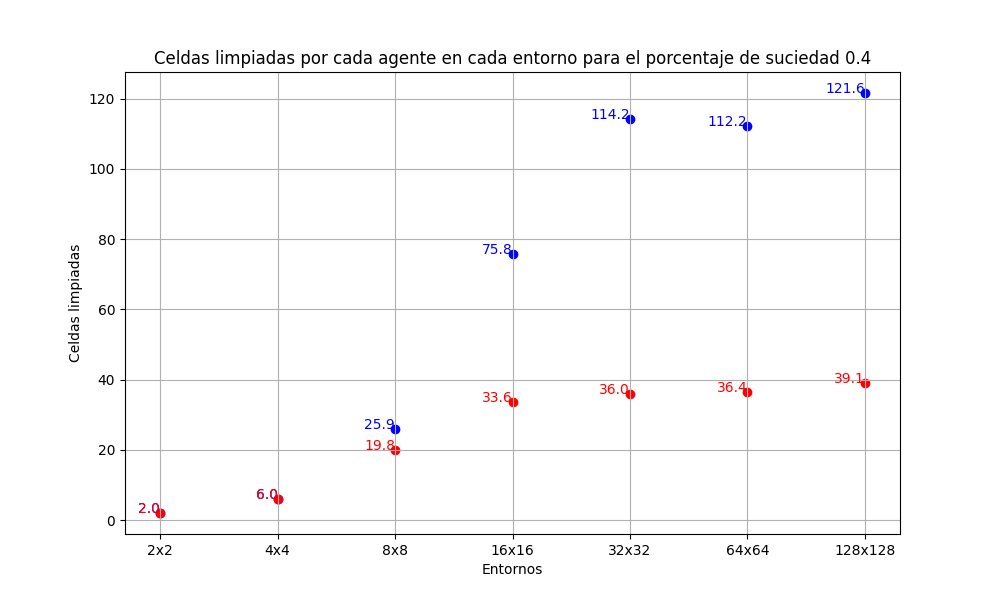 Celdas limpiadas por cada agente en cada entorno para el porcentaje de suciedad 0.4
Celdas limpiadas
120
100
80
60
40
20
0
2.0
6.0
25.9
19.8
75.8
33.6
114.2
36.0
112.2
36.4
121.6
39.1
2x2
4x4
8x8
16x16
32x32
64x64
128x128
Entornos